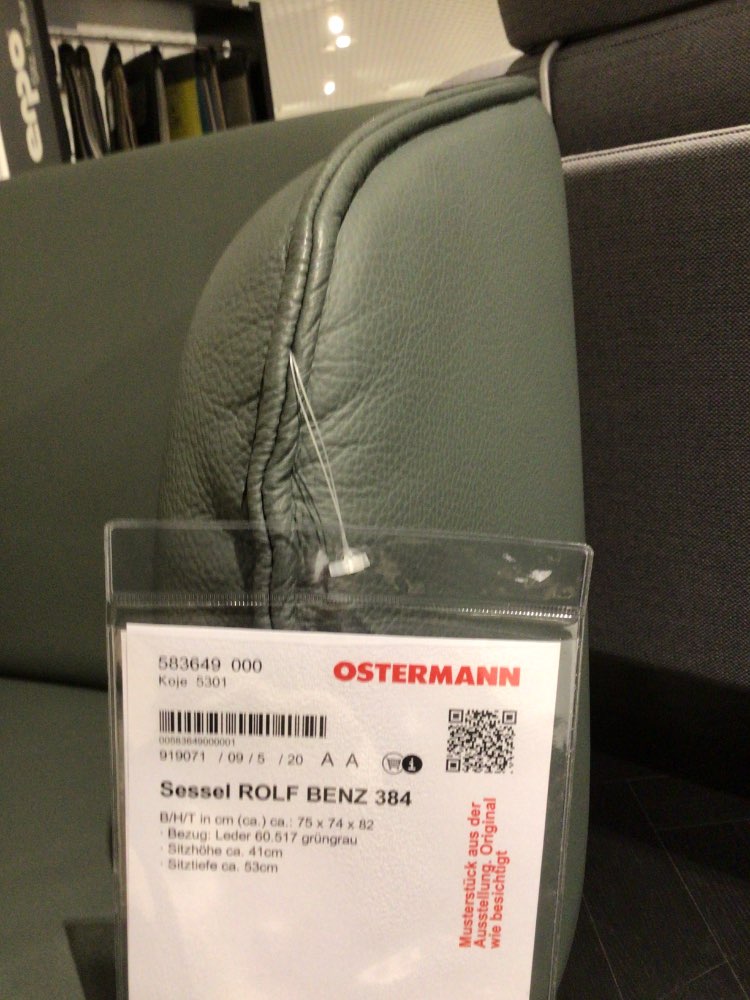 erpo
583649 000
Koje 5301
OSTERMANN
00583649000001
919071 / 09 / 5 / 20 A A
Sessel ROLF BENZ 384
B/H/T in cm (ca.) ca.: 75 x 74 x 82
· Bezug: Leder 60.517 grüngrau
· Sitzhöhe ca. 41cm
· Sitztiefe ca. 53cm
Musterstück aus der
Ausstellung. Original
wie besichtigt